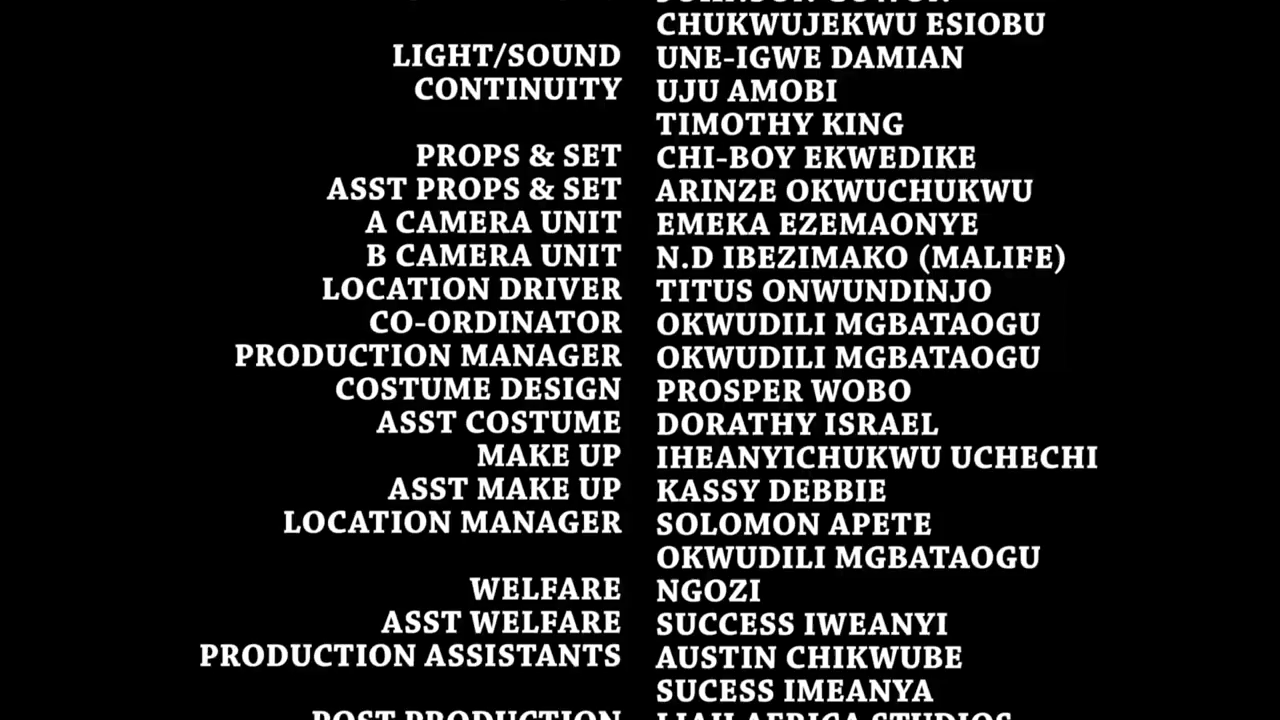 CHUKWUJEKWU ESIOBU
LIGHT/SOUND UNE-IGWE DAMIAN
CONTINUITY UJU AMOBI
TIMOTHY KING
PROPS & SET CHI-BOY EKWEDIKE
ASST PROPS & SET ARINZE OKWUCHUKWU
A CAMERA UNIT EMEKA EZEMAONYE
B CAMERA UNIT N.D IBEZIMAKO (MALIFE)
LOCATION DRIVER TITUS ONWUNDINJO
CO-ORDINATOR OKWUDILI MGBATAOGU
PRODUCTION MANAGER OKWUDILI MGBATAOGU
COSTUME DESIGN PROSPER WOBO
ASST COSTUME DORATHY ISRAEL
MAKE UP IHEANYICHUKWU UCHECHI
ASST MAKE UP KASSY DEBBIE
LOCATION MANAGER SOLOMON APETE
OKWUDILI MGBATAOGU
WELFARE NGOZI
ASST WELFARE SUCCESS IWEANYI
PRODUCTION ASSISTANTS AUSTIN CHIKWUBE
SUCESS IMEANYA
POST PRODUCTION AFRICA STUDIOS